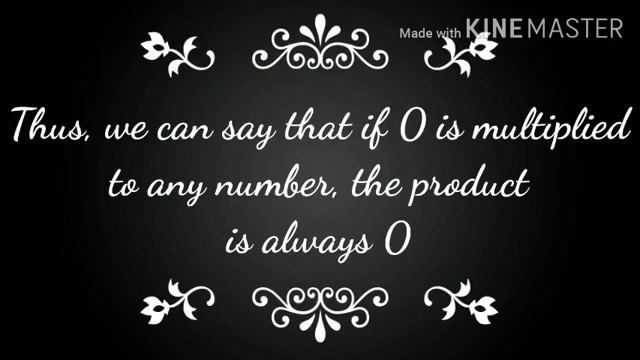 Made with KINEMASTER
Thus, we can say that if 0 is multiplied
to any number, the product
is always 0